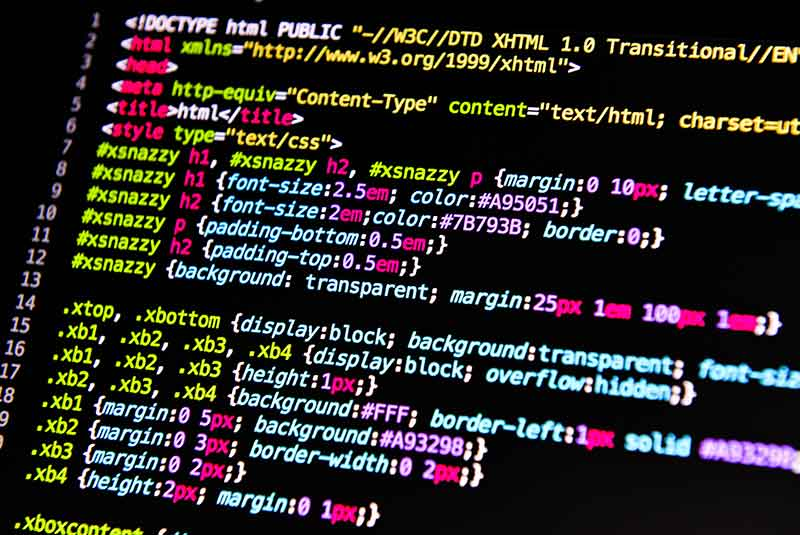 1 <!DOCTYPE html PUBLIC "-//W3C//DTD XHTML 1.0 Transitional//EN
2 <html xmlns="http://www.w3.org/1999/xhtml">
3 <head>
4 <meta http-equiv="Content-Type" content="text/html; charset=ut
5 <title>html</title>
6 <style type="text/css">
7 #xsnazzy h1, #xsnazzy h2, #xsnazzy p {margin:0 10px; letter-spa
8 #xsnazzy h1 {font-size:2.5em; color:#A95051;}
9 #xsnazzy h2 {font-size:2em;color:#7B793B; border:0;}
10 #xsnazzy p {padding-bottom:0.5em;}
11 #xsnazzy h2 {padding-top:0.5em;}
12 #xsnazzy {background: transparent; margin:25px 1em 100px 1em;}
13
14 .xtop, .xbottom {display:block; background:transparent; font-siz
15 .xb1, .xb2, .xb3, .xb4 {display:block; overflow:hidden;}
16 .xb1, .xb2, .xb3 {height:1px;}
17 .xb2, .xb3, .xb4 {background:#FFF; border-left:1px solid #A93298
18 .xb1 {margin:0 5px; background:#A93298;}
9 .xb2 {margin:0 3px; border-width:0 2px;}
.xb3 {margin:0 2px;}
.xb4 {height:2px; margin:0 1px;}
.xboxcontent